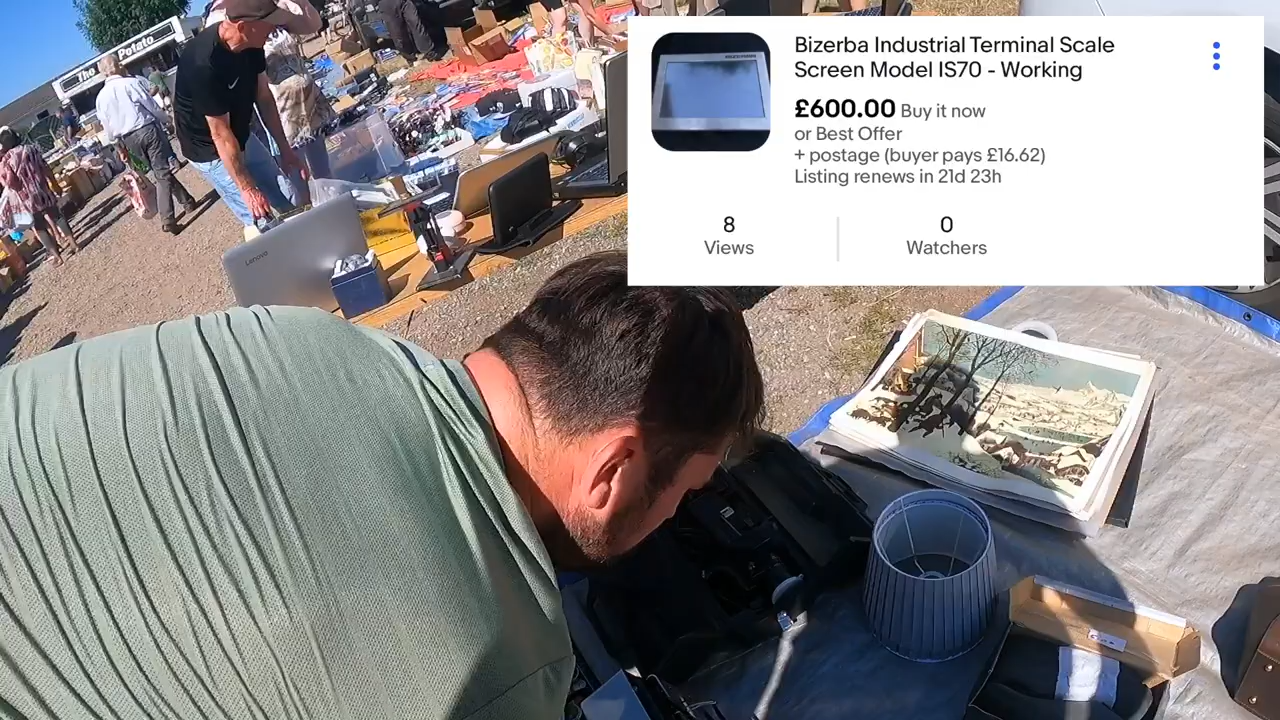 Bizerba Industrial Terminal Scale
Screen Model IS70 - Working
£600.00 Buy it now
or Best Offer
+ postage (buyer pays £16.62)
Listing renews in 21d 23h
8
Views
0
Watchers
The
Potato
Lenovo